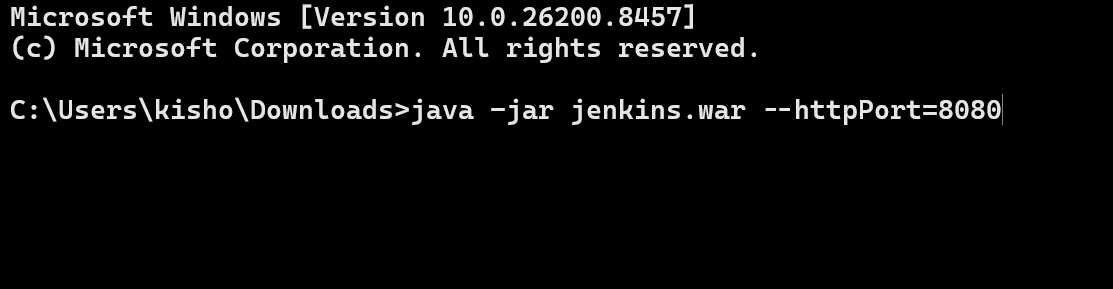 Microsoft Windows [Version 10.0.26200.8457]
(c) Microsoft Corporation. All rights reserved.
C:\Users\kisho\Downloads>java –jar jenkins.war --httpPort=8080